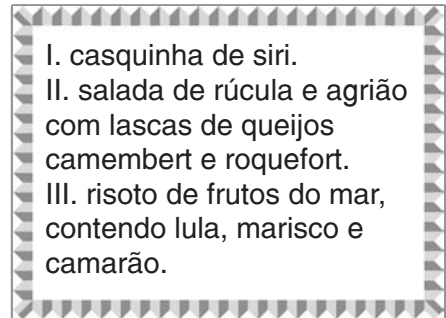 I. casquinha de siri.
II. salada de rúcula e agrião
com lascas de queijos
camembert e roquefort.
III. risoto de frutos do mar,
contendo lula, marisco e
camarão.